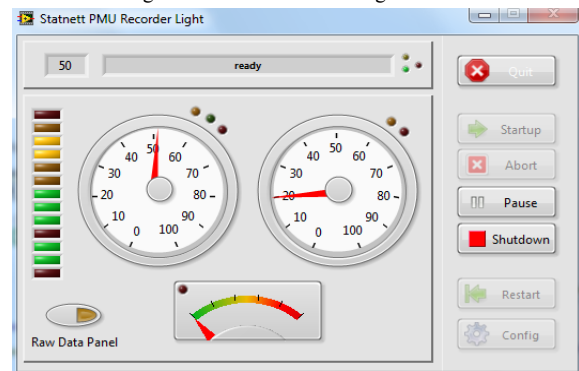 Statnett PMU Recorder Light
50 ready
Quit
Startup
Abort
Pause
Shutdown
Restart
Config
0 10 20 30 40 50 60 70 80 90 100
0 10 20 30 40 50 60 70 80 90 100
Raw Data Panel